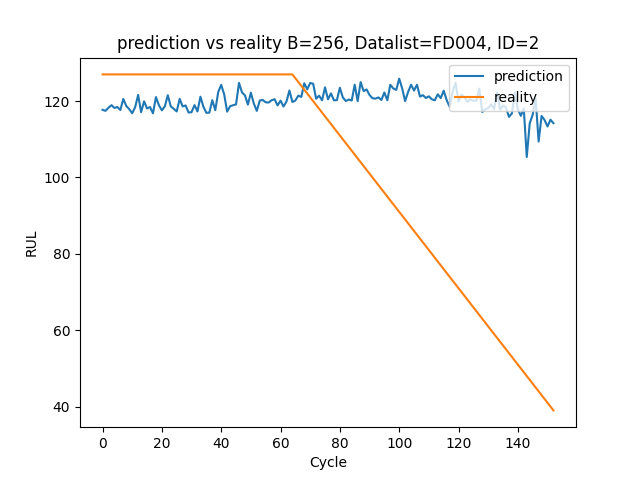 prediction vs reality B=256, Datalist=FD004, ID=2
prediction
reality
RUL
120
100
80
60
40
0 20 40 60 80 100 120 140
Cycle